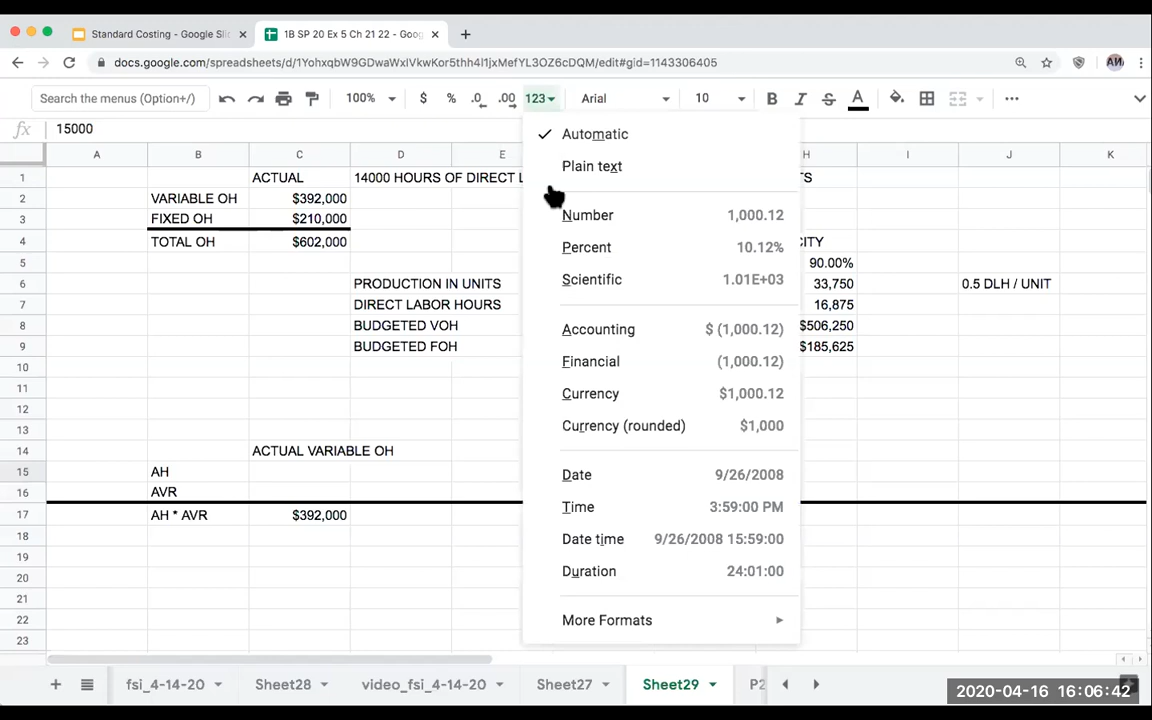 Standard Costing - Google Slid
1B SP 20 Ex 5 Ch 21 22 - Goog
docs.google.com/spreadsheets/d/1YohxqbW9GDwaWxlVkwKor5thh4l1jxMefYL3OZ6cDQM/edit#gid=1143306405
AИ
Search the menus (Option+/)
100%
$
%
.0
.00
123
Arial
10
B
I
S
A
fx
15000
A
B
C
D
E
H
I
J
K
1 ACTUAL 14000 HOURS OF DIRECT L TS
2 VARIABLE OH $392,000
3 FIXED OH $210,000
4 TOTAL OH $602,000 CITY
5 90.00%
6 PRODUCTION IN UNITS 33,750 0.5 DLH / UNIT
7 DIRECT LABOR HOURS 16,875
8 BUDGETED VOH $506,250
9 BUDGETED FOH $185,625
10
11
12
13
14 ACTUAL VARIABLE OH
15 AH
16 AVR
17 AH * AVR $392,000
18
19
20
21
22
23
Automatic
Plain text
Number 1,000.12
Percent 10.12%
Scientific 1.01E+03
Accounting $ (1,000.12)
Financial (1,000.12)
Currency $1,000.12
Currency (rounded) $1,000
Date 9/26/2008
Time 3:59:00 PM
Date time 9/26/2008 15:59:00
Duration 24:01:00
More Formats
fsi_4-14-20
Sheet28
video_fsi_4-14-20
Sheet27
Sheet29
P2
2020-04-16 16:06:42